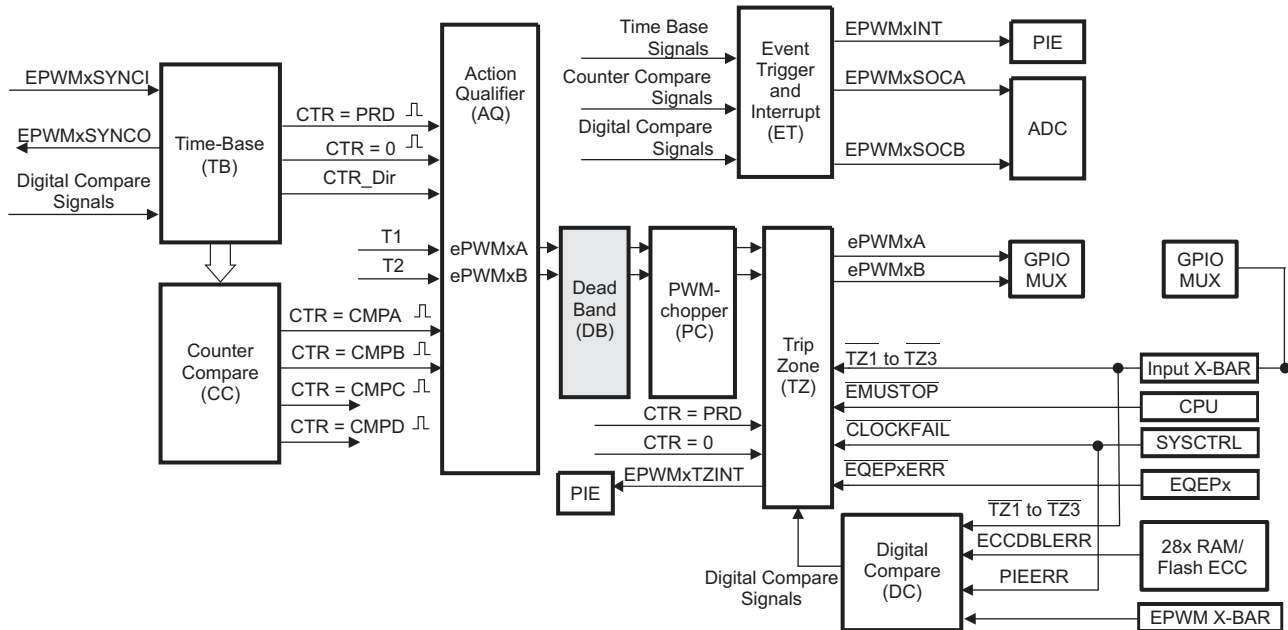 EPWMxSYNCI
EPWMxSYNCO
Digital Compare
Signals
Time-Base
(TB)
CTR = PRD
CTR = 0
CTR_Dir
T1
T2
Counter
Compare
(CC)
CTR = CMPA
CTR = CMPB
CTR = CMPC
CTR = CMPD
Action
Qualifier
(AQ)
ePWMxA
ePWMxB
Dead
Band
(DB)
PWM-
chopper
(PC)
Time Base
Signals
Counter Compare
Signals
Digital Compare
Signals
Event
Trigger
and
Interrupt
(ET)
EPWMxINT
EPWMxSOCA
EPWMxSOCB
PIE
ADC
Trip
Zone
(TZ)
ePWMxA
ePWMxB
GPIO
MUX
GPIO
MUX
TZ1 to TZ3
EMUSTOP
CLOCKFAIL
EQEPxERR
Input X-BAR
CPU
SYSCTRL
EQEPx
CTR = PRD
CTR = 0
EPWMxTZINT
PIE
Digital Compare
Signals
Digital
Compare
(DC)
TZ1 to TZ3
ECCDBLERR
PIEERR
28x RAM/
Flash ECC
EPWM X-BAR